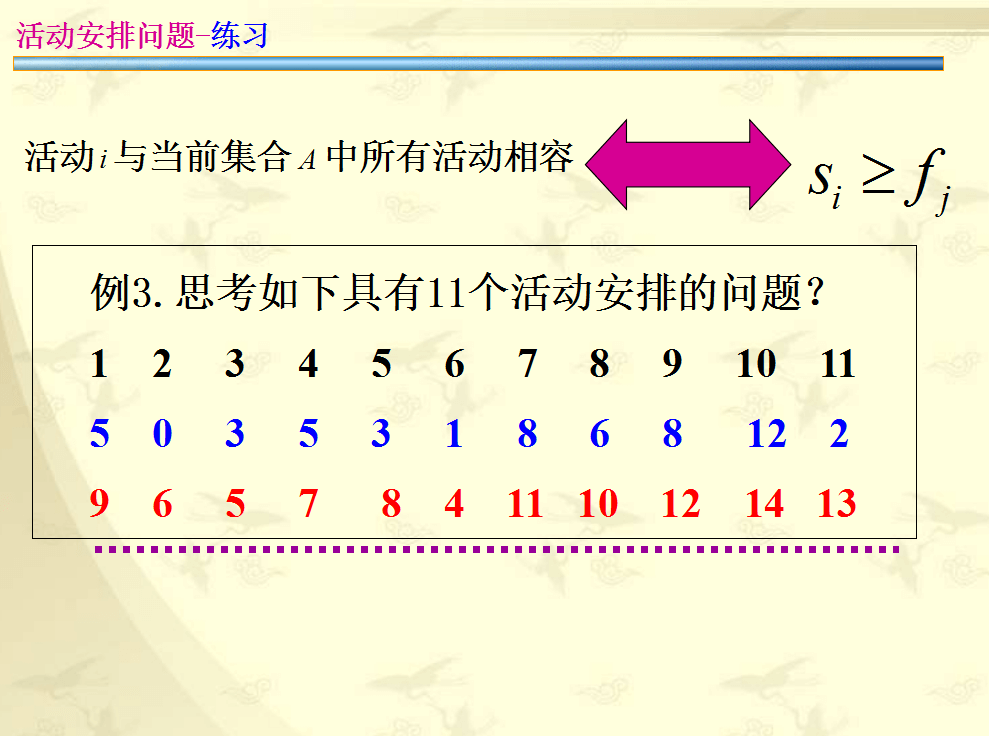 活动安排问题-练习
活动i与当前集合A中所有活动相容
s_i ≥ f_j
例3.思考如下具有11个活动安排的问题？
1 2 3 4 5 6 7 8 9 10 11
5 0 3 5 3 1 8 6 8 12 2
9 6 5 7 8 4 11 10 12 14 13